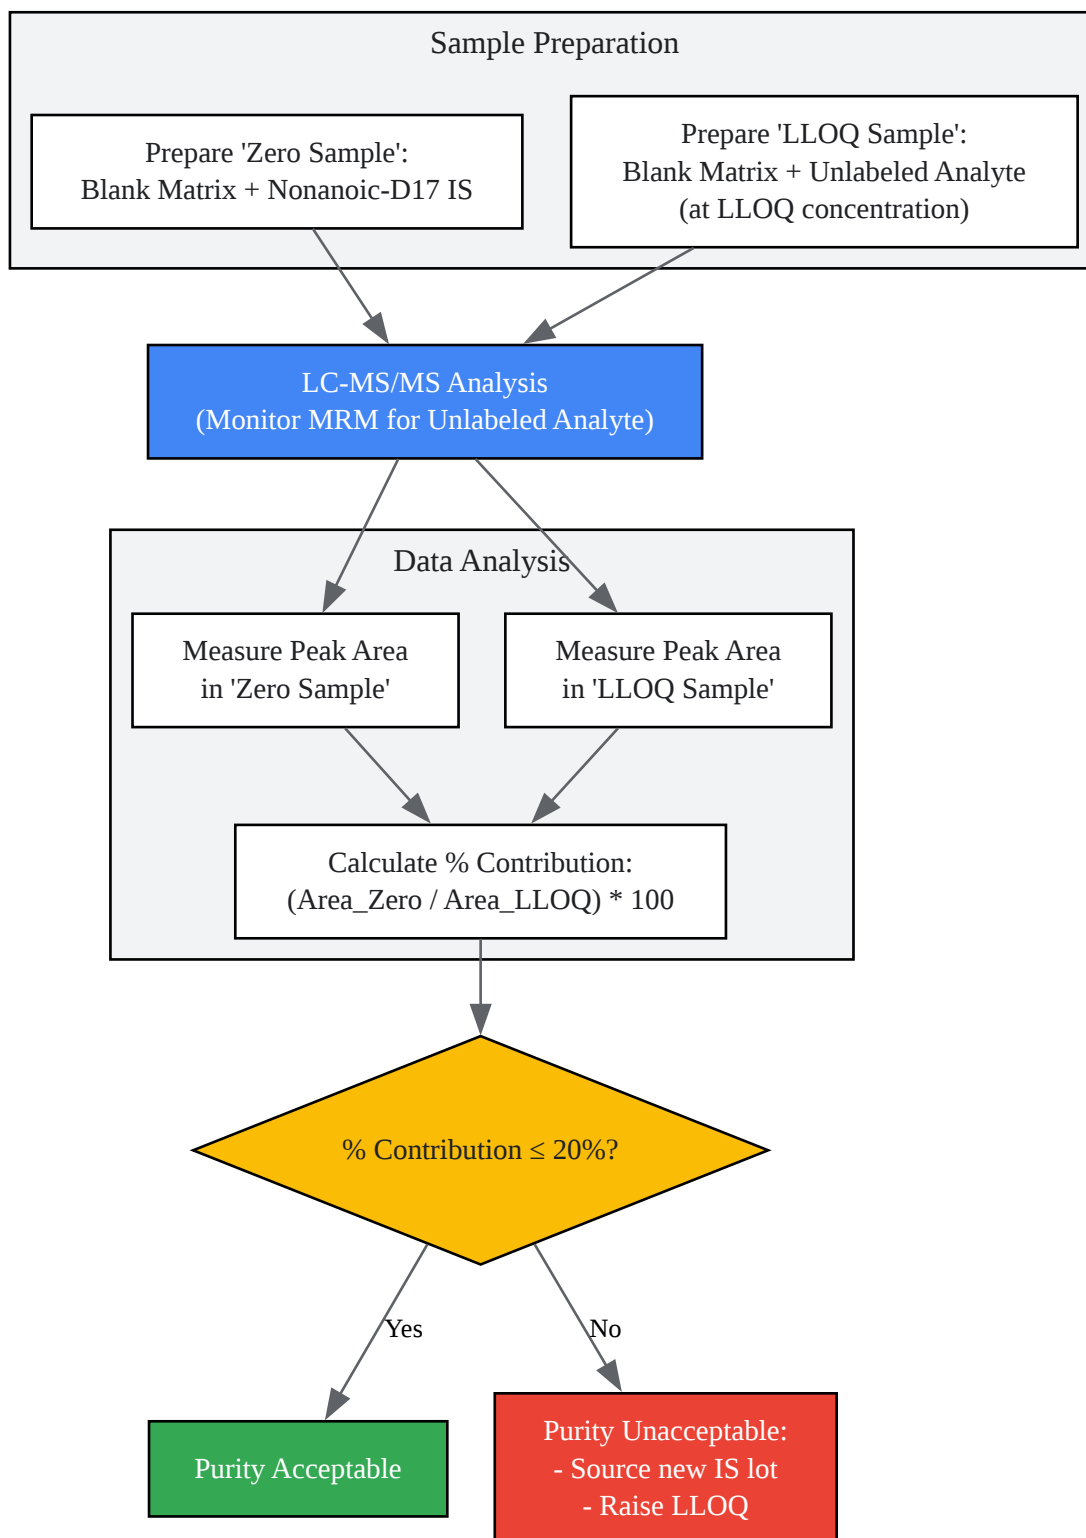 Sample Preparation
Prepare 'Zero Sample':
Blank Matrix + Nonanoic-D17 IS
Prepare 'LLOQ Sample':
Blank Matrix + Unlabeled Analyte
(at LLOQ concentration)
LC-MS/MS Analysis
(Monitor MRM for Unlabeled Analyte)
Data Analysis
Measure Peak Area
in 'Zero Sample'
Measure Peak Area
in 'LLOQ Sample'
Calculate % Contribution:
(Area_Zero / Area_LLOQ) * 100
% Contribution ≤ 20%?
Yes
No
Purity Acceptable
Purity Unacceptable:
- Source new IS lot
- Raise LLOQ